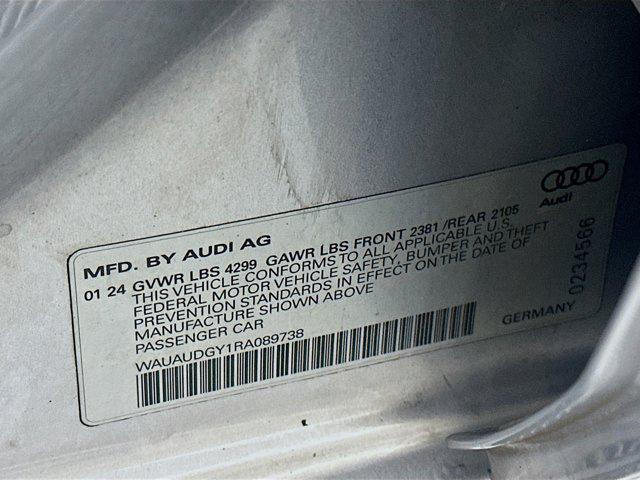 MFD. BY AUDI AG
Audi
01 24 GVWR LBS 4299 GAWR LBS FRONT 2381 /REAR 2105
THIS VEHICLE CONFORMS TO ALL APPLICABLE U.S.
FEDERAL MOTOR VEHICLE SAFETY, BUMPER AND THEFT
PREVENTION STANDARDS IN EFFECT ON THE DATE OF
MANUFACTURE SHOWN ABOVE
PASSENGER CAR
WAUAUDGY1RA089738
GERMANY
0234566